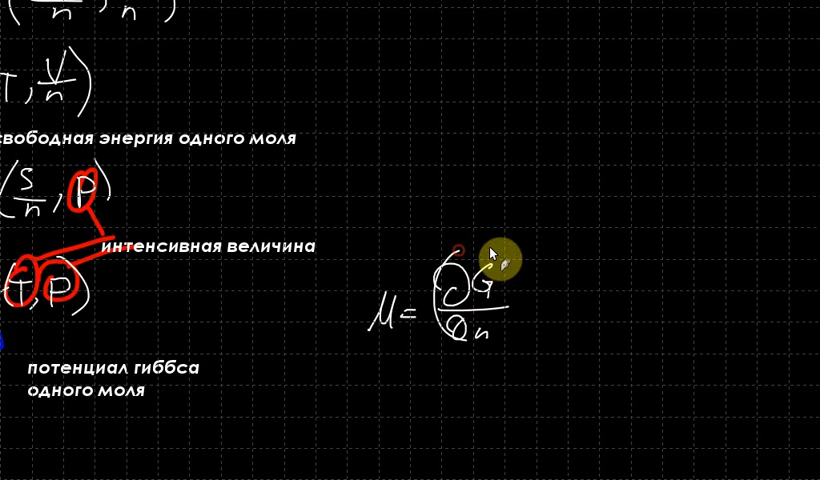 n , n )
T, V/n)
свободная энергия одного моля
(S/n, P)
интенсивная величина
(T, P)
μ = (∂G/∂n
потенциал гиббса
одного моля